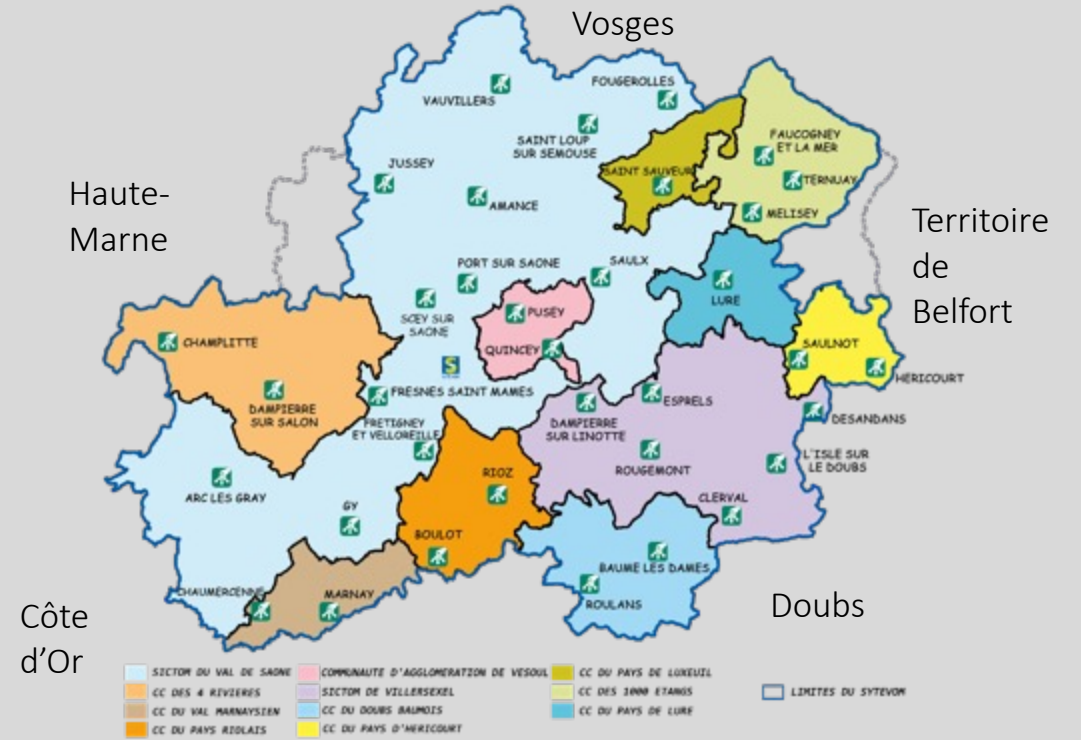 Vosges
FOUGEROLLES
VAUVILLERS
SAINT LOUP
SUR SEMOUSE
FAUCOGNEY
ET LA MER
JUSSEY
SAINT SAUVEUR
TERNUAY
Haute-
Marne
AMANCE
MELISEY
Territoire
de
Belfort
PORT SUR SAONE
SAULX
LURE
SCEY SUR
SAONE
PUSEY
CHAMPLITTE
QUINCEY
SAULNOT
HERICOURT
S
FRESNES SAINT MAMES
ESPRELS
DAMPIERRE
SUR SALON
FRETIGNEY
ET VELLOREILLE
DAMPIERRE
SUR LINOTTE
DESANDANS
ROUGEMONT
L'ISLE SUR
LE DOUBS
RIOZ
ARC LES GRAY
CLERVAL
GY
BOULOT
BAUME LES DAMES
CHAUMERCENNE
MARNAY
ROULANS
Doubs
Côte
d'Or
SICTOM DU VAL DE SAONE
CC DES 4 RIVIERES
CC DU VAL MARNAYSIEN
CC DU PAYS RIOLAIS
COMMUNAUTE D'AGGLOMERATION DE VESOUL
SICTOM DE VILLERSEXEL
CC DU DOUBS BAUMOIS
CC DU PAYS D'HERICOURT
CC DU PAYS DE LUXEUIL
CC DES 1000 ETANGS
CC DU PAYS DE LURE
LIMITES DU SYTEVOM